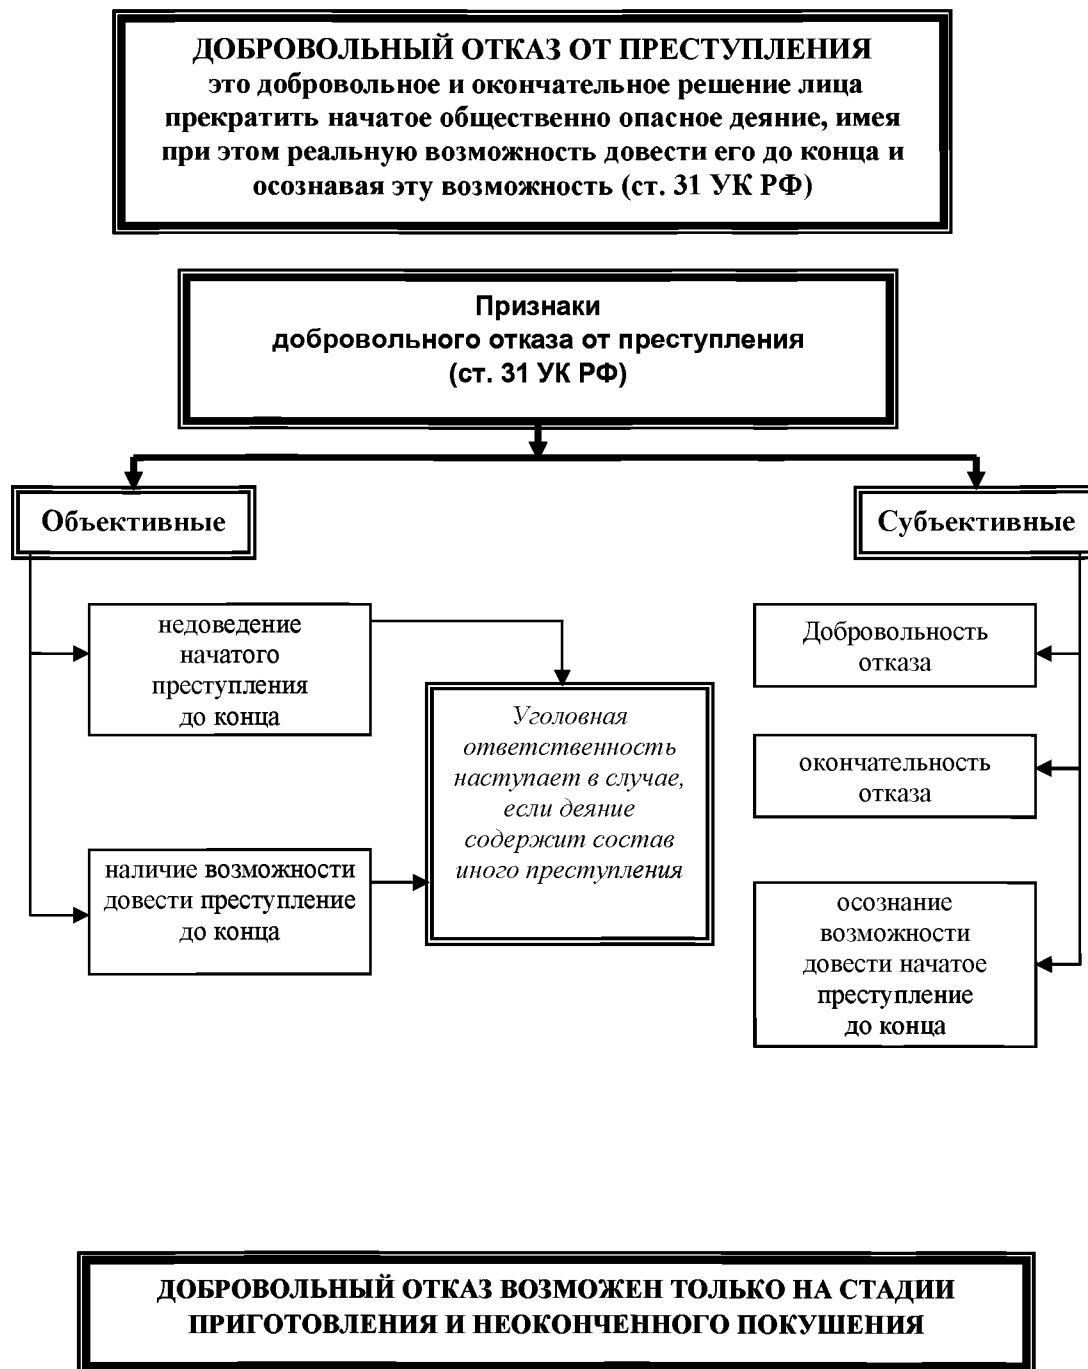 ДОБРОВОЛЬНЫЙ ОТКАЗ ОТ ПРЕСТУПЛЕНИЯ
это добровольное и окончательное решение лица
прекратить начатое общественно опасное деяние, имея
при этом реальную возможность довести его до конца и
осознавая эту возможность (ст. 31 УК РФ)
Признаки
добровольного отказа от преступления
(ст. 31 УК РФ)
Объективные
Субъективные
недоведение
начатого
преступления
до конца
наличие возможности
довести преступление
до конца
Уголовная
ответственность
наступает в случае,
если деяние
содержит состав
иного преступления
Добровольность
отказа
окончательность
отказа
осознание
возможности
довести начатое
преступление
до конца
ДОБРОВОЛЬНЫЙ ОТКАЗ ВОЗМОЖЕН ТОЛЬКО НА СТАДИИ
ПРИГОТОВЛЕНИЯ И НЕОКОНЧЕННОГО ПОКУШЕНИЯ